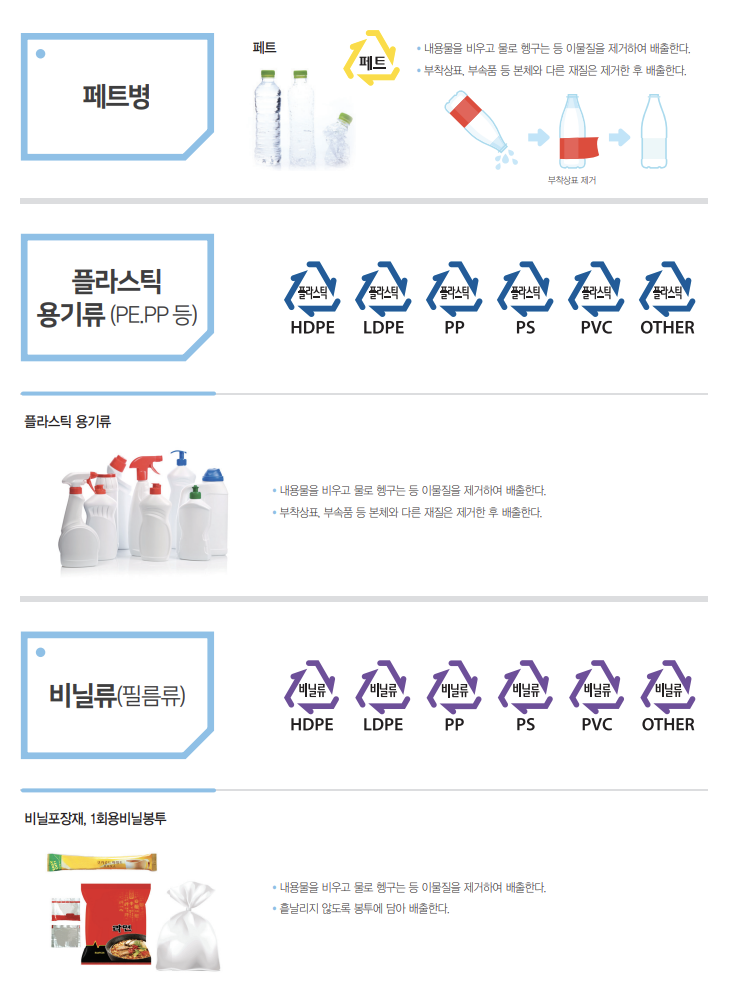 페트병
페트
페트
• 내용물을 비우고 물로 헹구는 등 이물질을 제거하여 배출한다.
• 부착상표, 부속품 등 본체와 다른 재질은 제거한 후 배출한다.
부착상표 제거
플라스틱
용기류 (PE.PP 등)
플라스틱 플라스틱 플라스틱 플라스틱 플라스틱 플라스틱
HDPE LDPE PP PS PVC OTHER
플라스틱 용기류
• 내용물을 비우고 물로 헹구는 등 이물질을 제거하여 배출한다.
• 부착상표, 부속품 등 본체와 다른 재질은 제거한 후 배출한다.
비닐류(필름류)
비닐류 비닐류 비닐류 비닐류 비닐류 비닐류
HDPE LDPE PP PS PVC OTHER
비닐포장재, 1회용비닐봉투
라면
• 내용물을 비우고 물로 헹구는 등 이물질을 제거하여 배출한다.
• 흩날리지 않도록 봉투에 담아 배출한다.